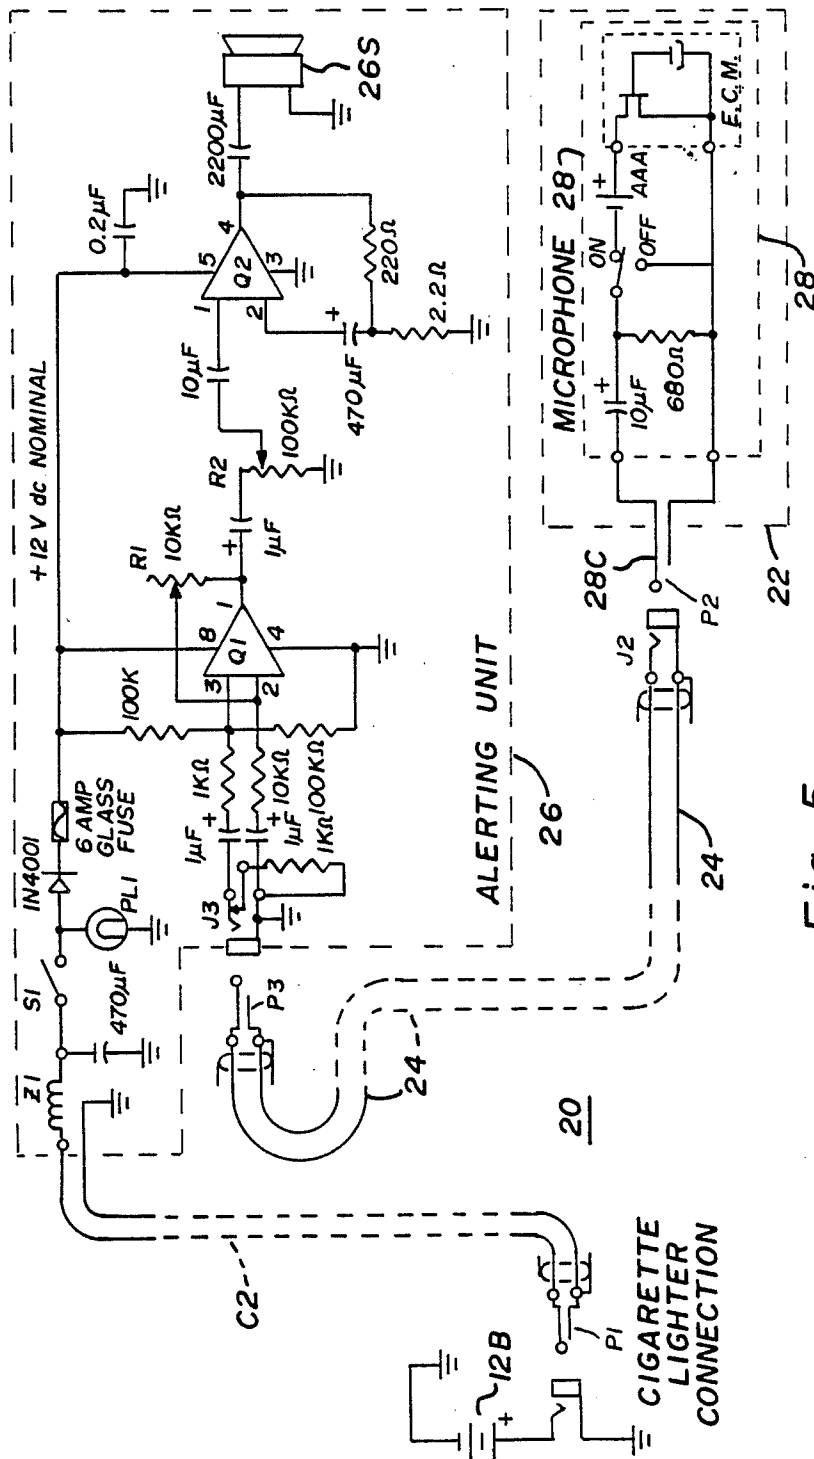 +12 V dc NOMINAL
Z1
S1
470µF
PL1
IN4001
6 AMP
GLASS
FUSE
100K
0.2µF
R1
10KΩ
8
Q1
3
2
1
4
1µF
R2
100KΩ
10µF
5
Q2
1
2
4
3
2200µF
26S
220Ω
470µF
2.2Ω
J3
1µF
1KΩ
1µF
10KΩ
1KΩ
100KΩ
ALERTING UNIT
26
P3
24
24
C2
20
12B
+
P1
CIGARETTE
LIGHTER
CONNECTION
J2
P2
28C
22
MICROPHONE 28
10µF
680Ω
ON
OFF
AAA
E.C.M.
28